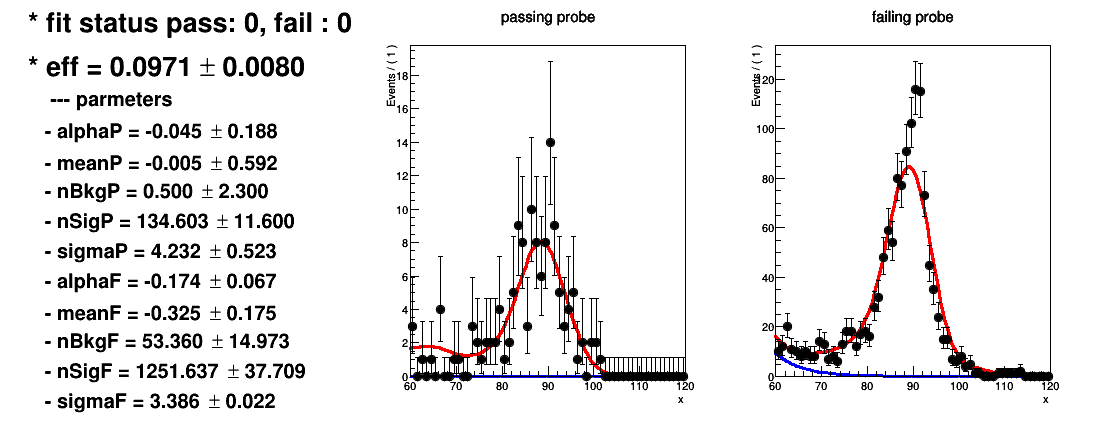 * fit status pass: 0, fail : 0
* eff = 0.0971 ± 0.0080
--- parmeters
- alphaP = -0.045 ± 0.188
- meanP = -0.005 ± 0.592
- nBkgP = 0.500 ± 2.300
- nSigP = 134.603 ± 11.600
- sigmaP = 4.232 ± 0.523
- alphaF = -0.174 ± 0.067
- meanF = -0.325 ± 0.175
- nBkgF = 53.360 ± 14.973
- nSigF = 1251.637 ± 37.709
- sigmaF = 3.386 ± 0.022
passing probe
Events / ( 1 )
18
16
14
12
10
8
6
4
2
0
60 70 80 90 100 110 120
x
failing probe
Events / ( 1 )
120
100
80
60
40
20
0
60 70 80 90 100 110 120
x